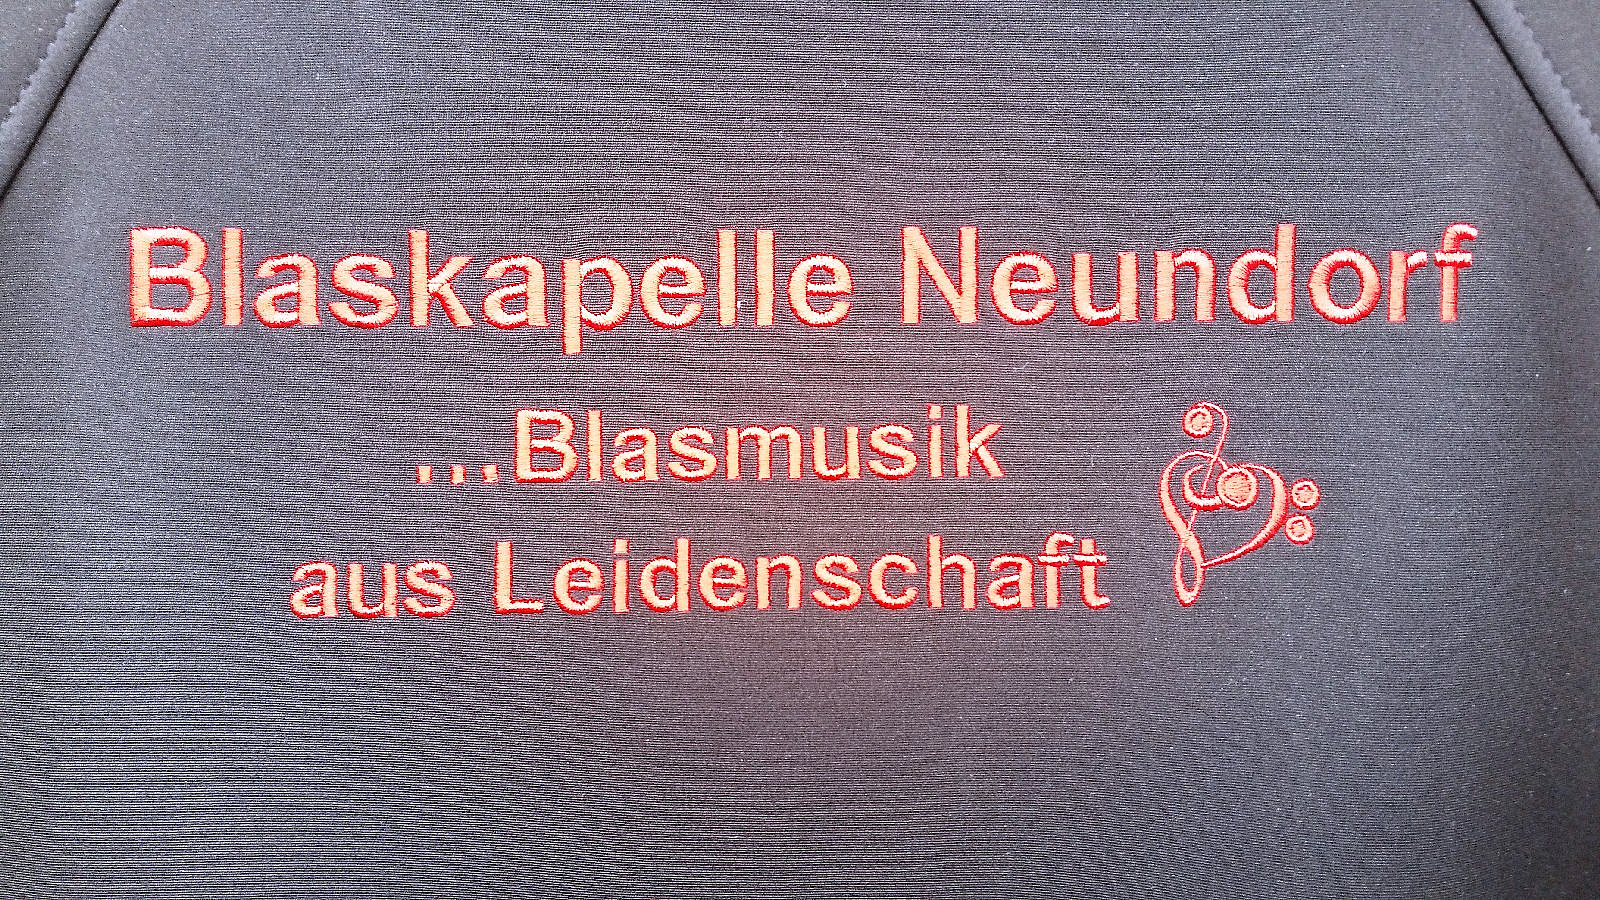 Blaskapelle Neundorf
...Blasmusik
aus Leidenschaft